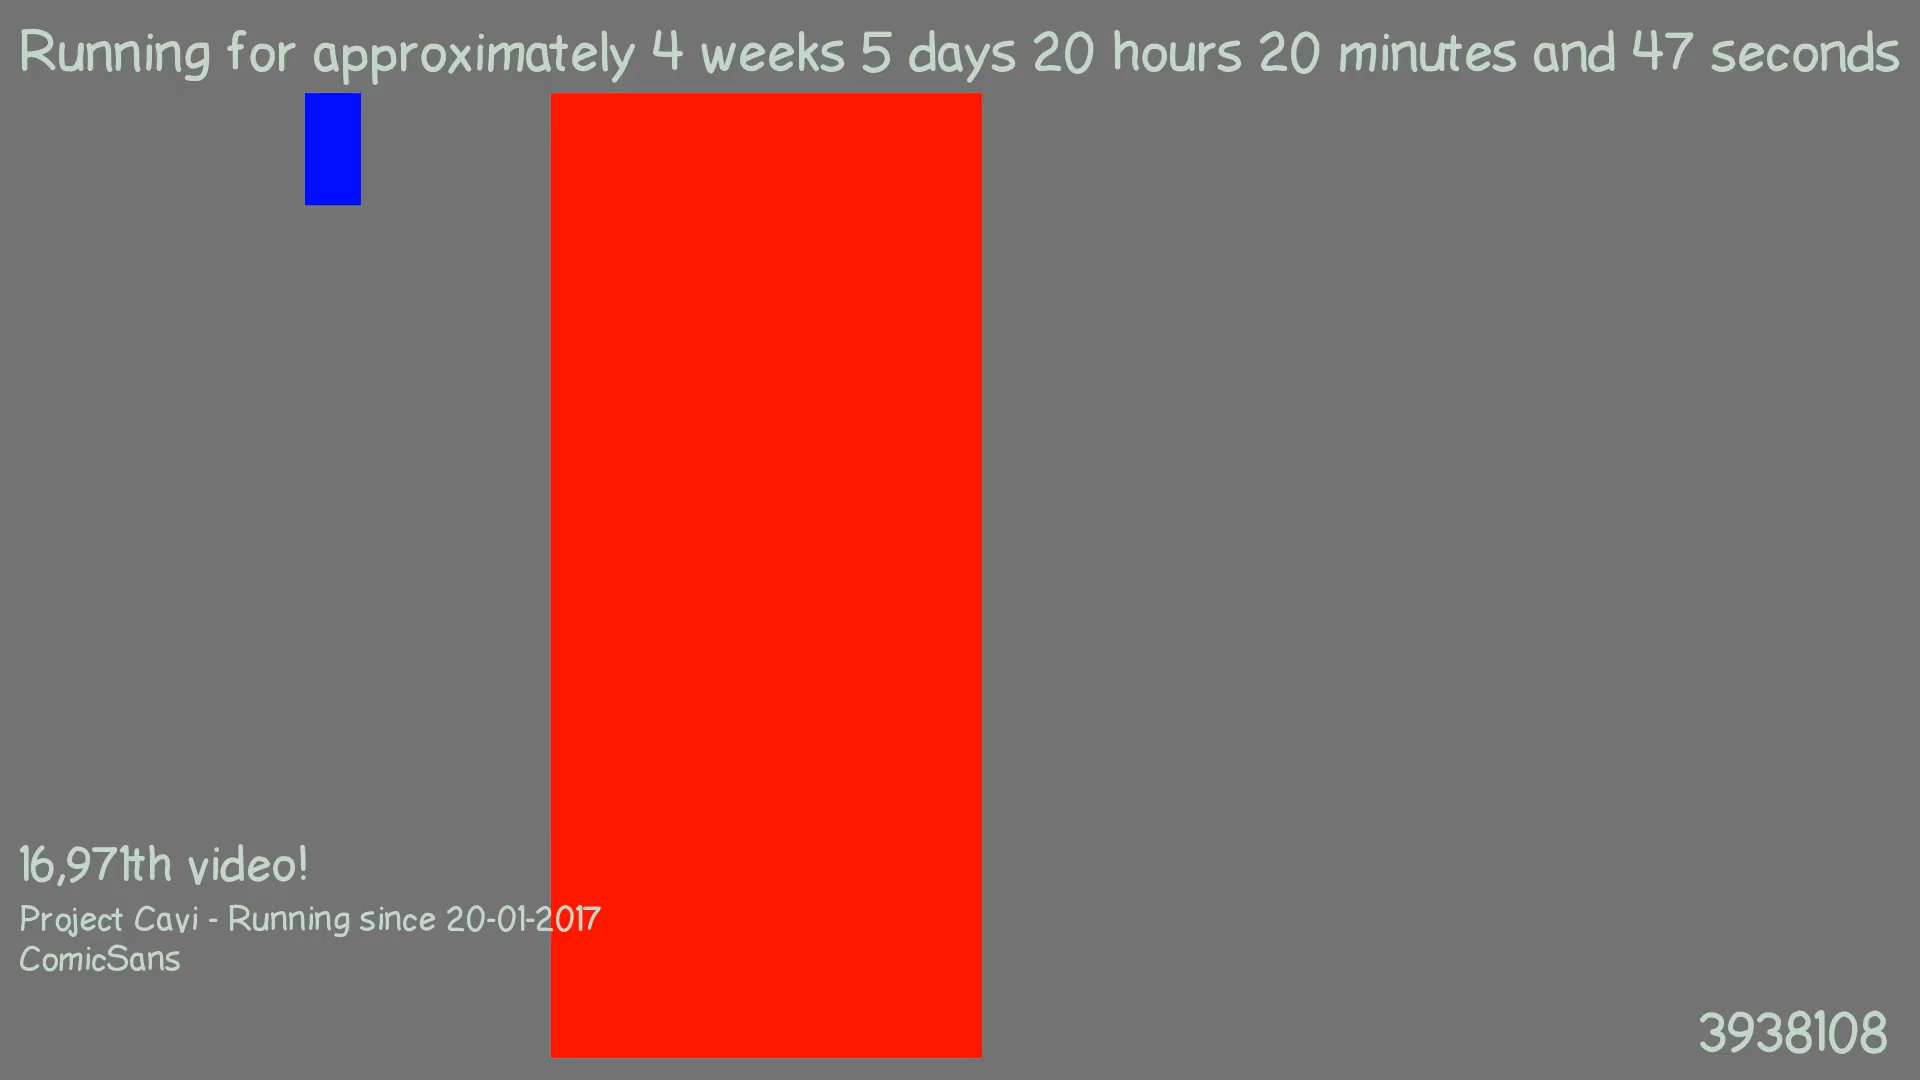 Running for approximately 4 weeks 5 days 20 hours 20 minutes and 47 seconds
16,971th video!
Project Cavi - Running since 20-01-2017
ComicSans
3938108